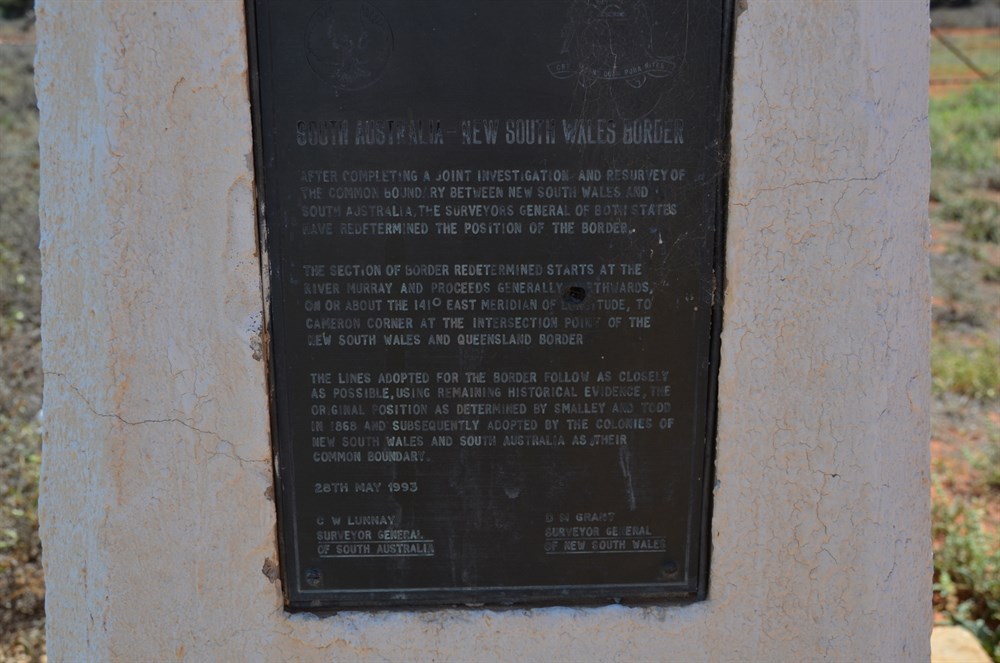 SOUTH AUSTRALIA - NEW SOUTH WALES BORDER
AFTER COMPLETING A JOINT INVESTIGATION AND RESURVEY OF
THE COMMON BOUNDARY BETWEEN NEW SOUTH WALES AND
SOUTH AUSTRALIA, THE SURVEYORS GENERAL OF BOTH STATES
HAVE REDETERMINED THE POSITION OF THE BORDER.
THE SECTION OF BORDER REDETERMINED STARTS AT THE
RIVER MURRAY AND PROCEEDS GENERALLY NORTHWARDS,
ON OR ABOUT THE 141° EAST MERIDIAN OF LONGITUDE, TO
CAMERON CORNER AT THE INTERSECTION POINT OF THE
NEW SOUTH WALES AND QUEENSLAND BORDER
THE LINES ADOPTED FOR THE BORDER FOLLOW AS CLOSELY
AS POSSIBLE, USING REMAINING HISTORICAL EVIDENCE, THE
ORIGINAL POSITION AS DETERMINED BY SMALLEY AND TODD
IN 1868 AND SUBSEQUENTLY ADOPTED BY THE COLONIES OF
NEW SOUTH WALES AND SOUTH AUSTRALIA AS THEIR
COMMON BOUNDARY.
28TH MAY 1993
W D GRANT
SURVEYOR GENERAL SURVEYOR GENERAL
OF SOUTH AUSTRALIA OF NEW SOUTH WALES